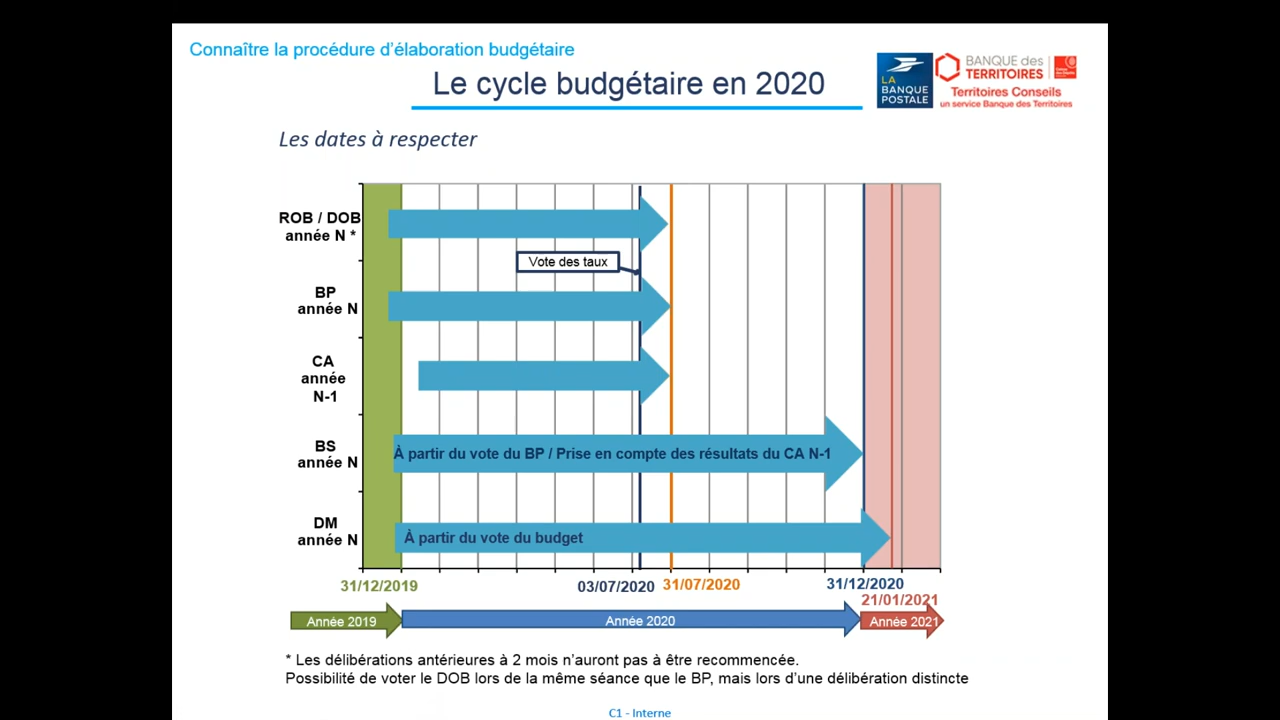 Connaître la procédure d'élaboration budgétaire
Le cycle budgétaire en 2020
LA
BANQUE
POSTALE
BANQUE des
TERRITOIRES
Territoires Conseils
un service Banque des Territoires
Les dates à respecter
ROB / DOB
année N *
Vote des taux
BP
année N
CA
année
N-1
BS
année N
À partir du vote du BP / Prise en compte des résultats du CA N-1
DM
année N
À partir du vote du budget
31/12/2019
03/07/2020
31/07/2020
31/12/2020
21/01/2021
Année 2019
Année 2020
Année 2021
* Les délibérations antérieures à 2 mois n'auront pas à être recommencée.
Possibilité de voter le DOB lors de la même séance que le BP, mais lors d'une délibération distincte
C1 - Interne